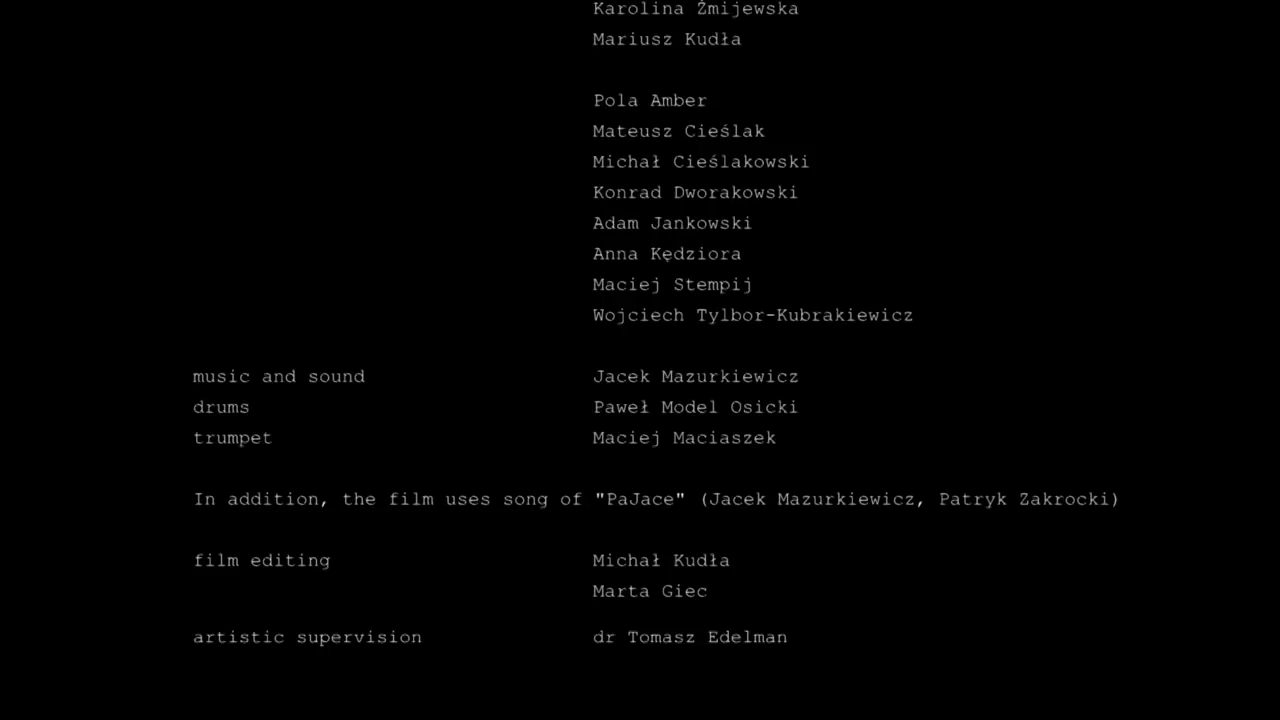 Karolina Żmijewska
Mariusz Kudła
Pola Amber
Mateusz Cieślak
Michał Cieślakowski
Konrad Dworakowski
Adam Jankowski
Anna Kędziora
Maciej Stempij
Wojciech Tylbor-Kubrakiewicz
music and sound Jacek Mazurkiewicz
drums Paweł Model Osicki
trumpet Maciej Maciaszek
In addition, the film uses song of "PaJace" (Jacek Mazurkiewicz, Patryk Zakrocki)
film editing Michał Kudła
Marta Giec
artistic supervision dr Tomasz Edelman